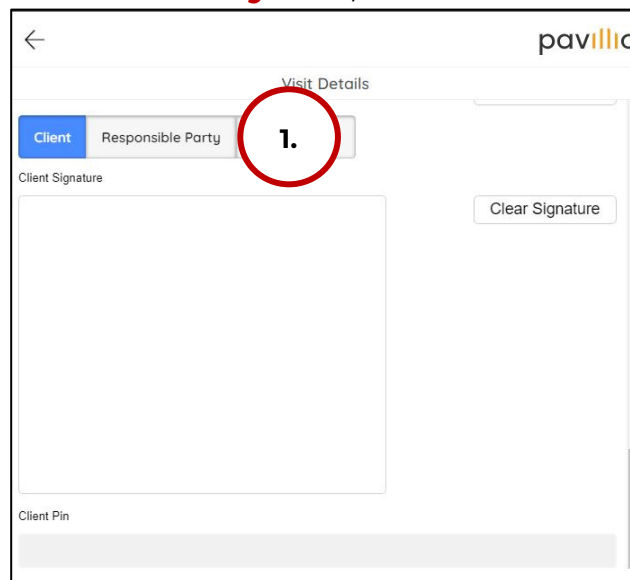 pavillio
Visit Details
Client Responsible Party 1.
Client Signature
Clear Signature
Client Pin